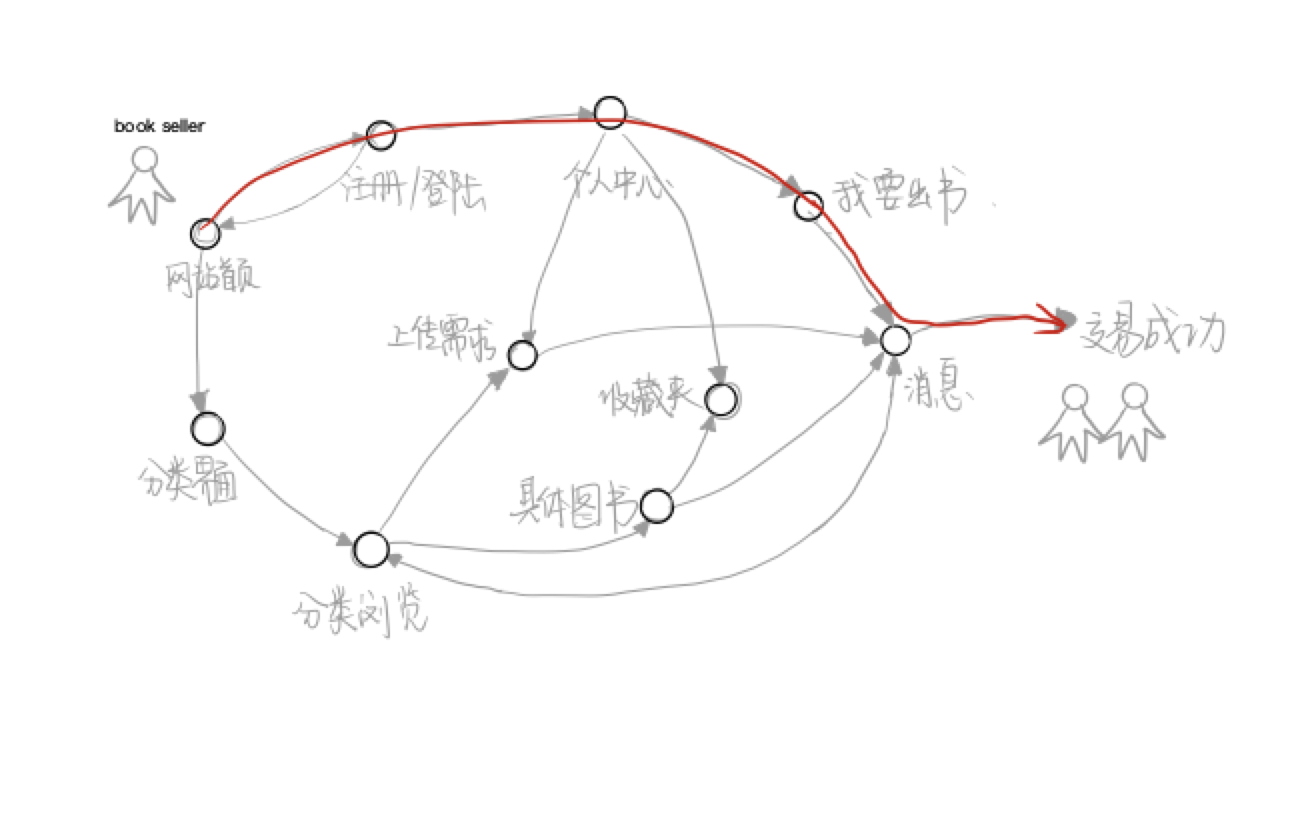 book seller
注册/登陆
个人中心
我要出书
网站首页
上传需求
交易成功
收藏夹
消息
分类界面
具体图书
分类浏览